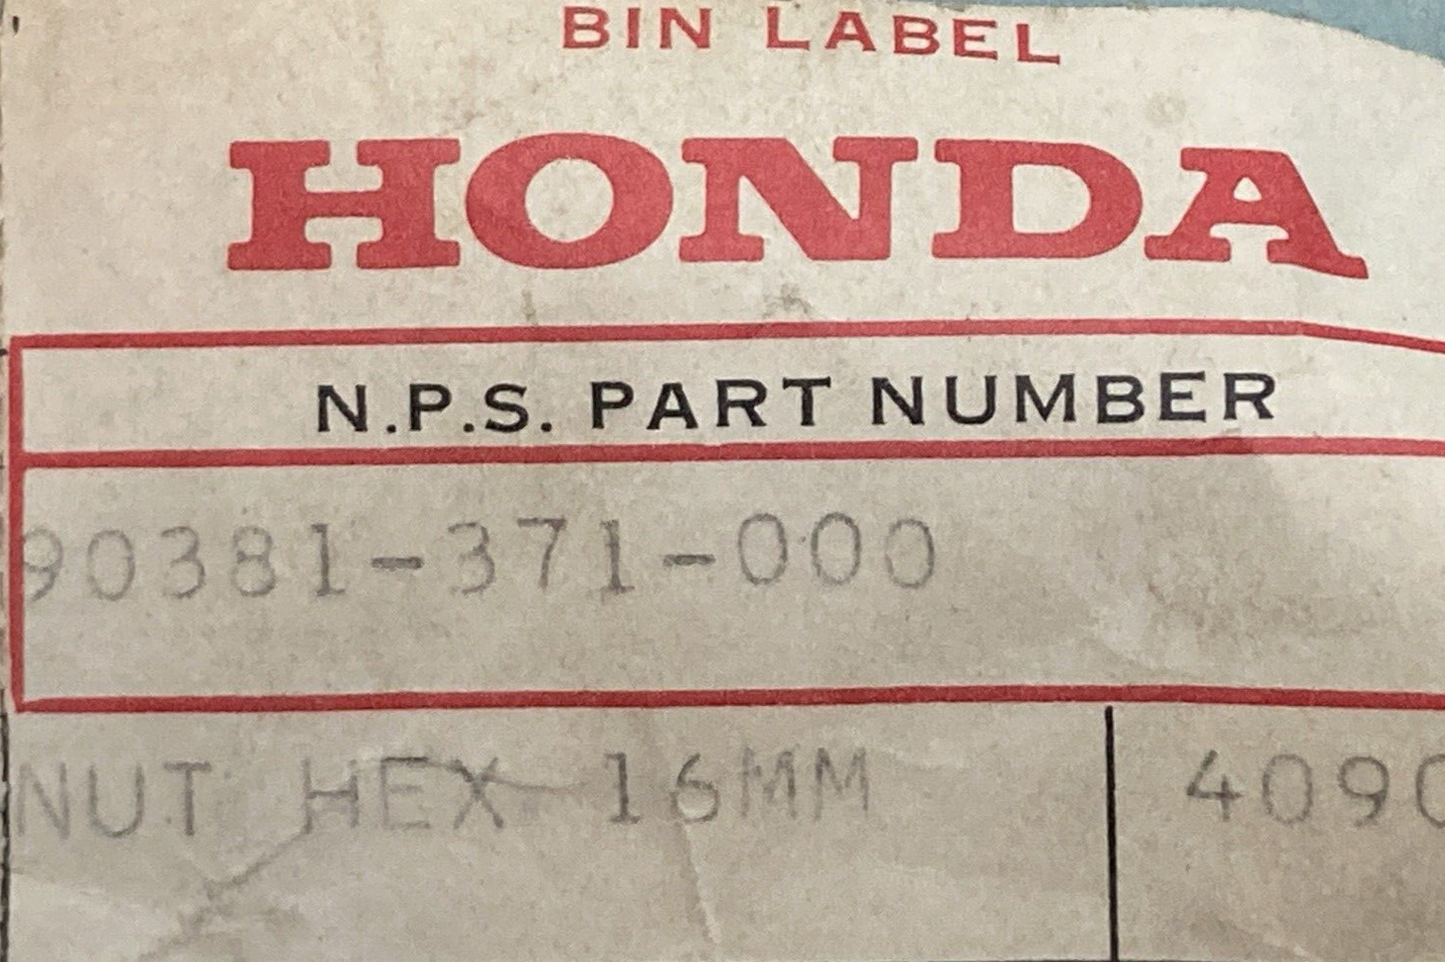 BIN LABEL
HONDA
N.P.S. PART NUMBER
90381-371-000
NUT HEX 16MM 4090